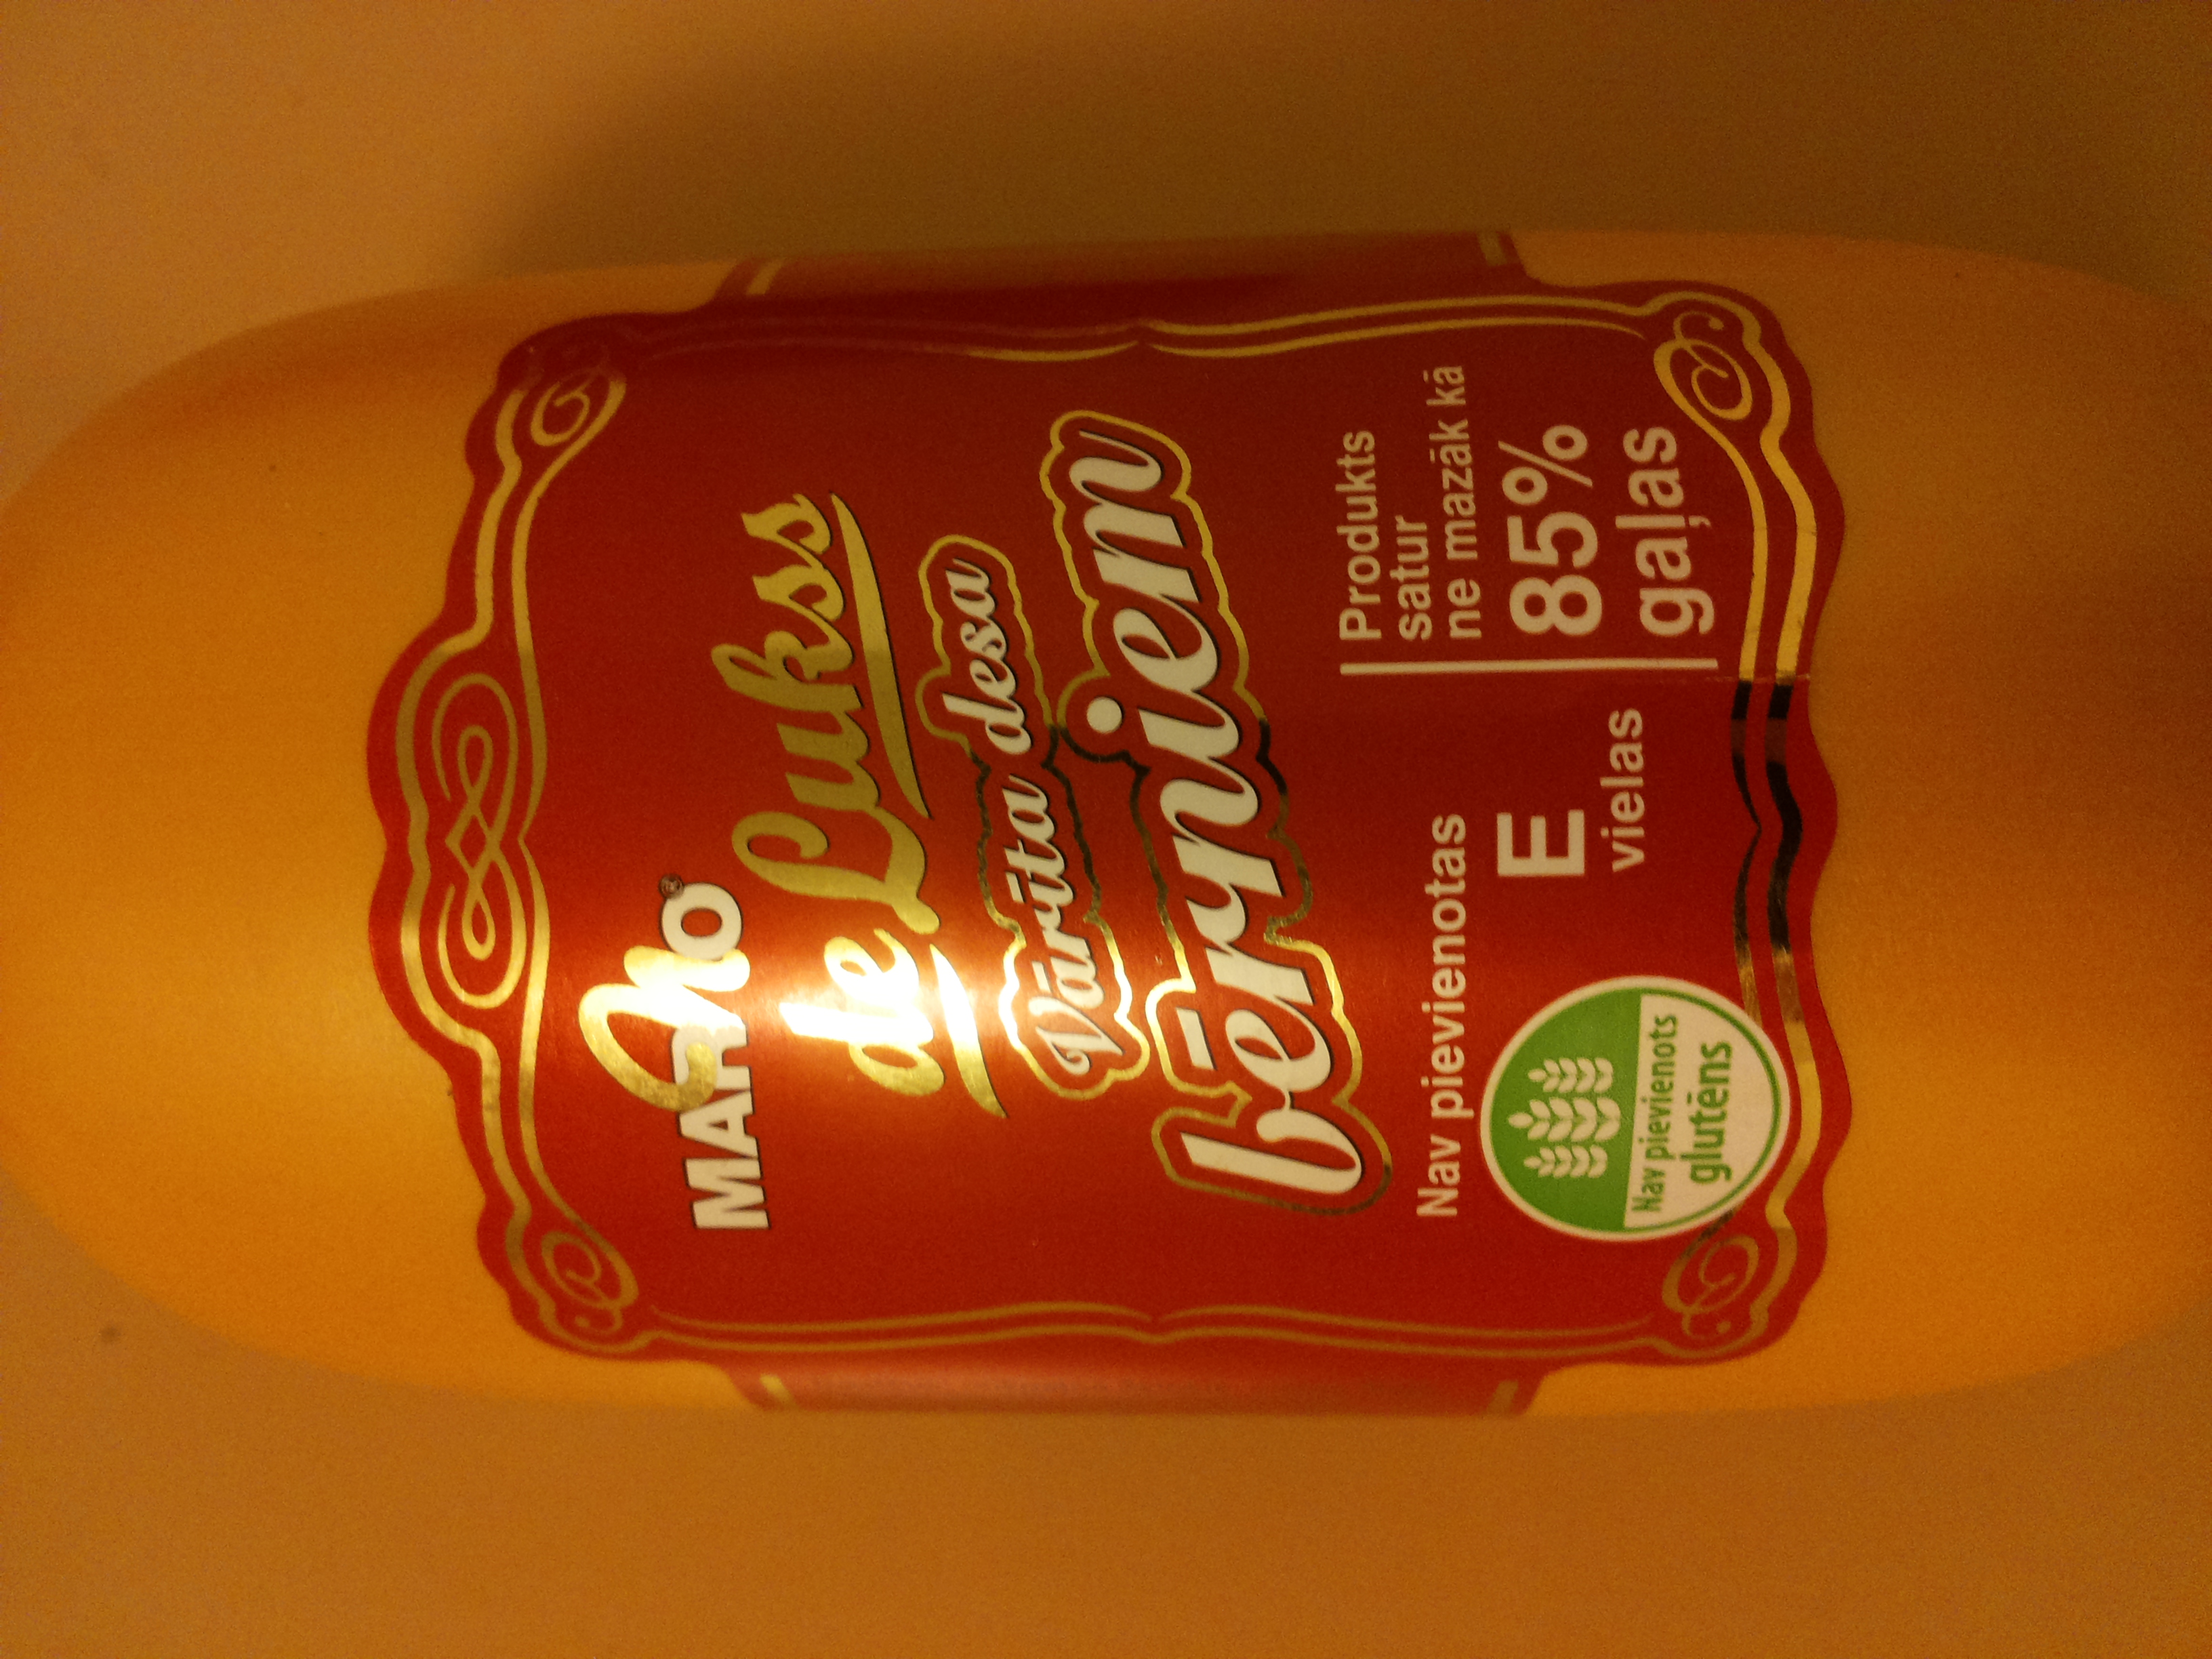 MARNO®
de Lukss
Vārīta desa
bērniem
Nav pievienotas
E
vielas
Produkts
satur
ne mazāk kā
85%
gaļas
Nav pievienots
glutēns